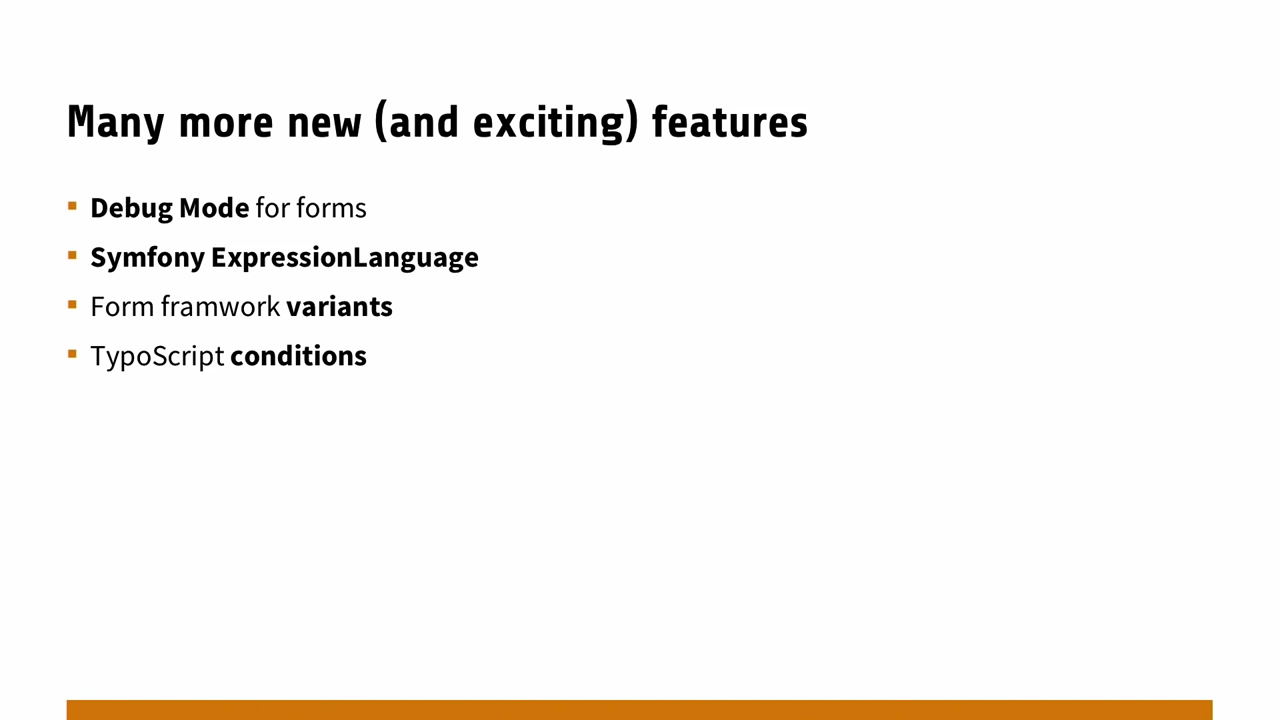 Many more new (and exciting) features
Debug Mode for forms
Symfony ExpressionLanguage
Form framwork variants
TypoScript conditions